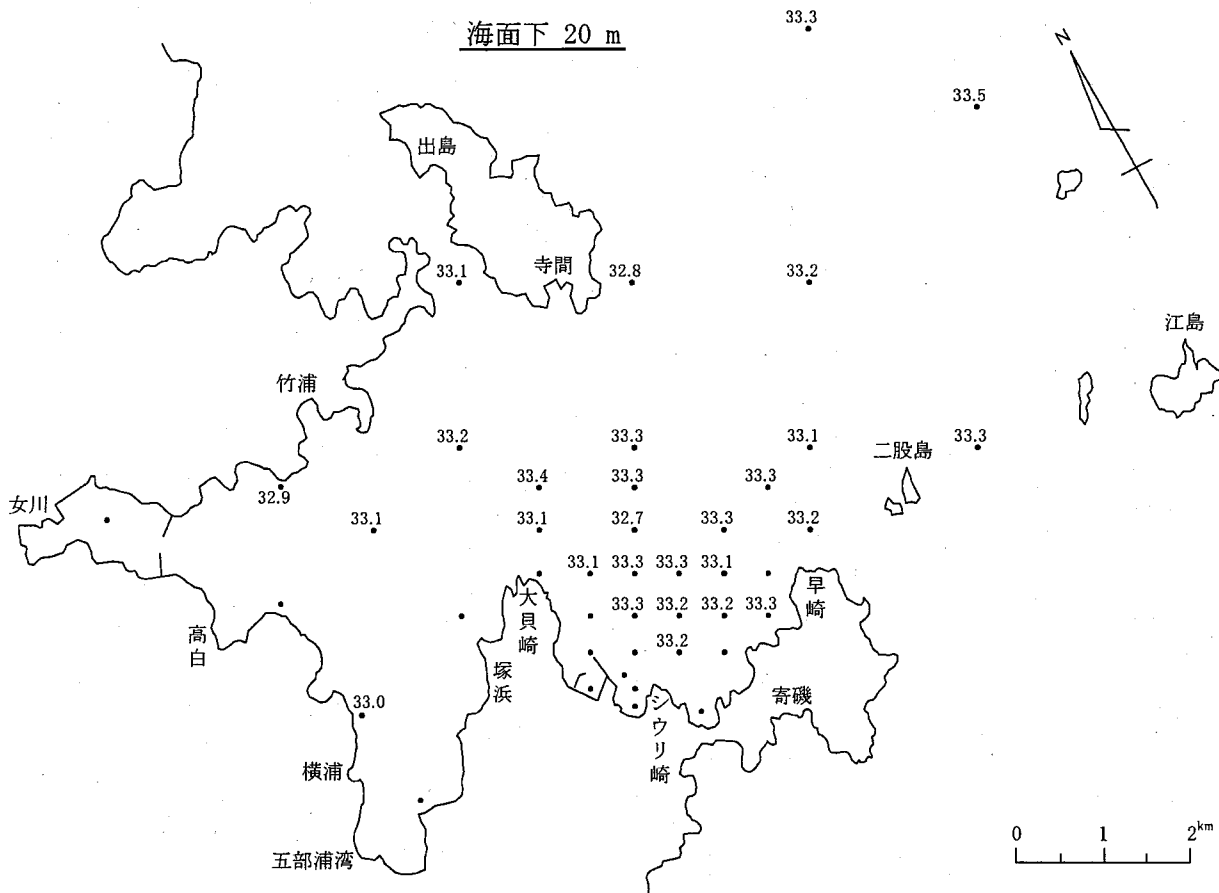 海面下 20 m
33.3
N
33.5
出島
寺間
33.1
32.8
33.2
江島
竹浦
33.2
33.3
33.1
33.3
二股島
33.4
33.3
33.3
女川
32.9
33.1
33.1
32.7
33.3
33.2
33.1
33.3
33.3
33.1
大貝崎
早崎
33.3
33.2
33.2
33.3
高白
33.2
塚浜
シウリ崎
寄磯
33.0
横浦
五部浦湾
0 1 2km